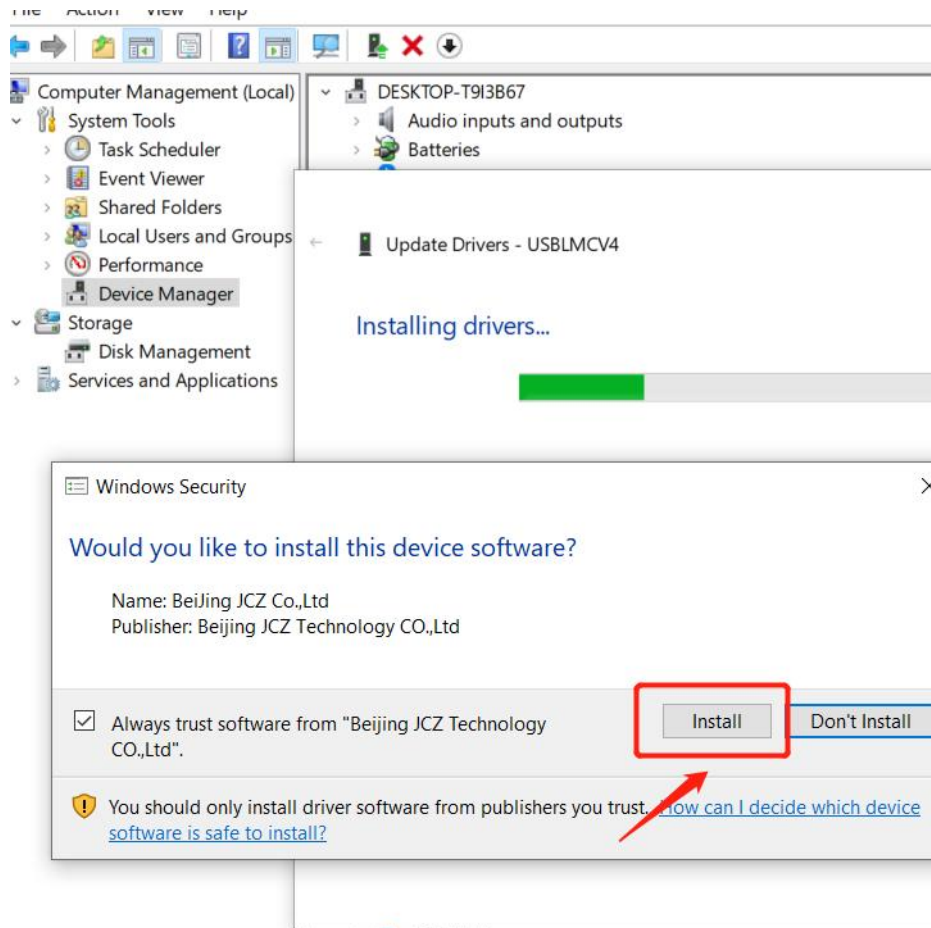 File Action View Help
Computer Management (Local)
System Tools
Task Scheduler
Event Viewer
Shared Folders
Local Users and Groups
Performance
Device Manager
Storage
Disk Management
Services and Applications
DESKTOP-T9I3B67
Audio inputs and outputs
Batteries
Update Drivers - USBLMCV4
Installing drivers...
Windows Security
Would you like to install this device software?
Name: BeiJing JCZ Co.,Ltd
Publisher: Beijing JCZ Technology CO.,Ltd
Always trust software from "Beijing JCZ Technology
CO.,Ltd".
Install
Don't Install
You should only install driver software from publishers you trust. How can I decide which device
software is safe to install?